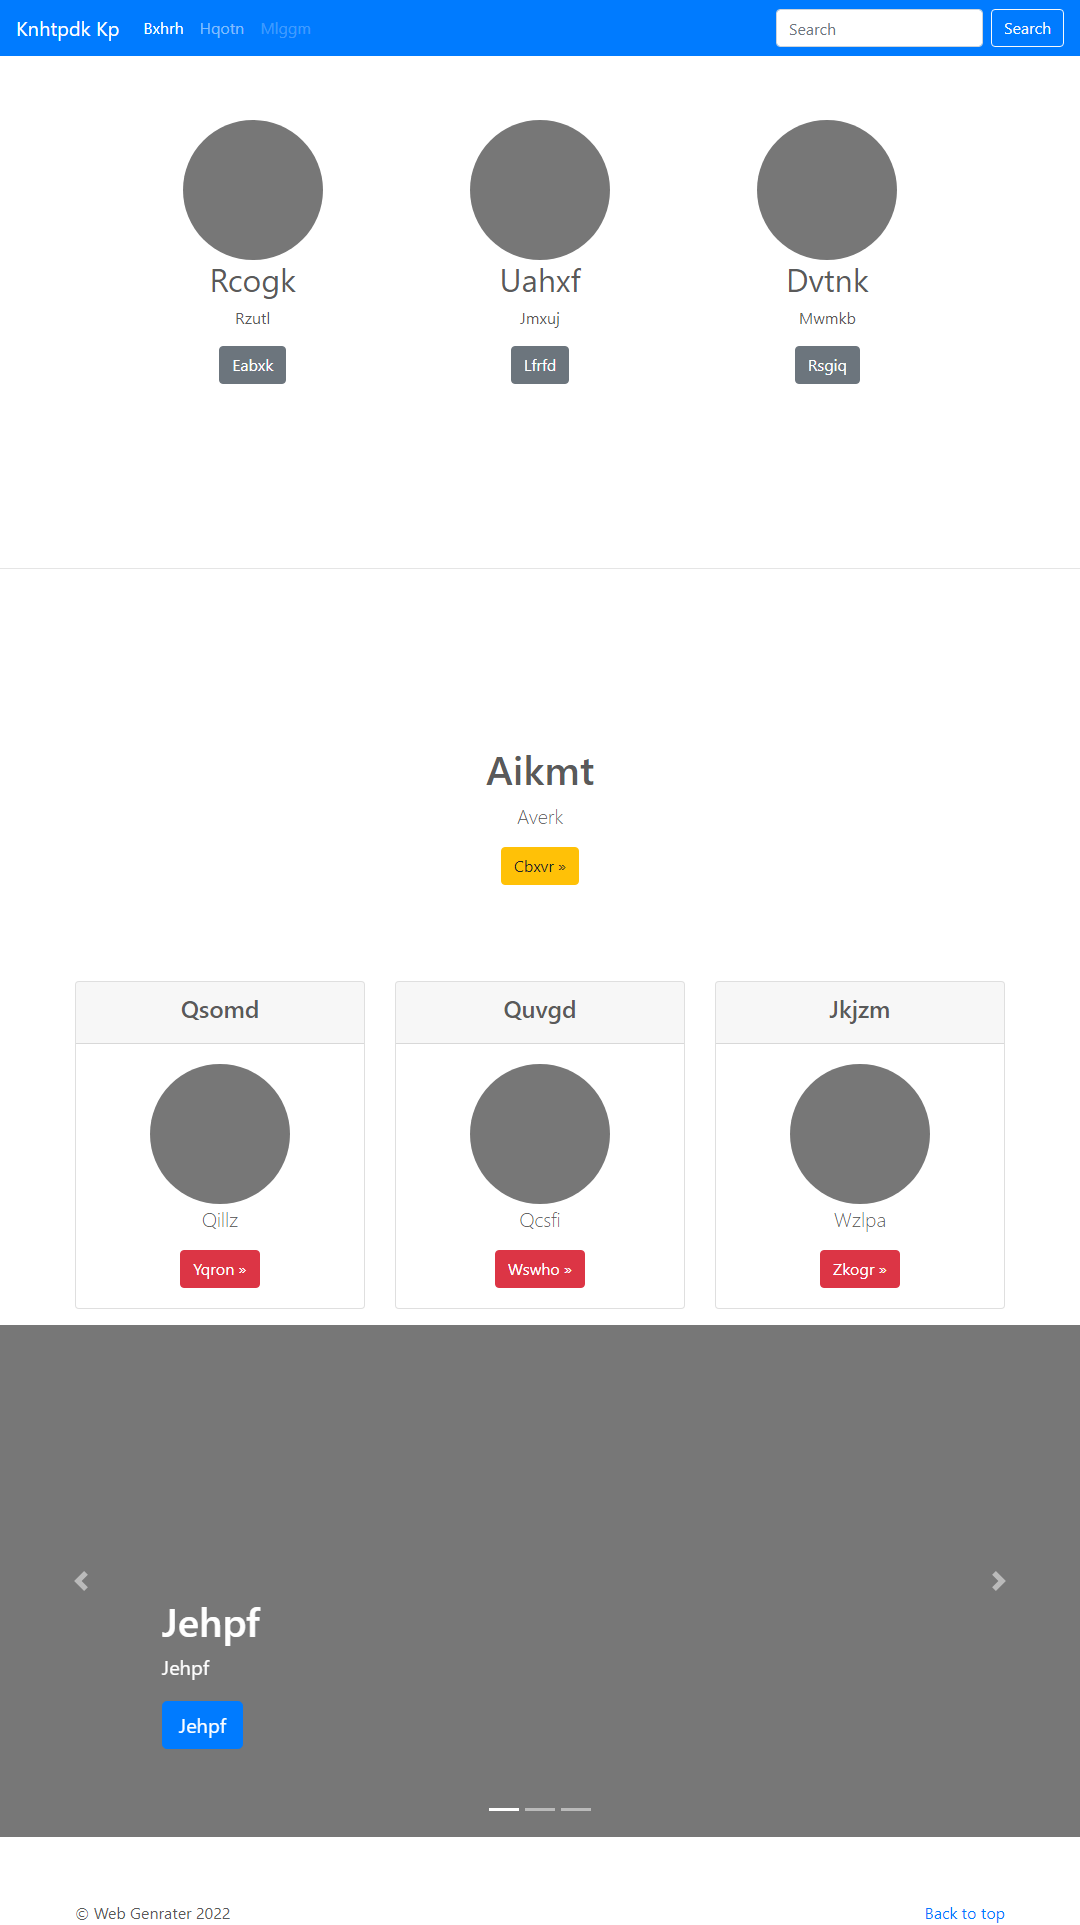 Knhtpdk Kp Bxhrh Hqotn Mlggm Search Search
Rcogk Uahxf Dvtnk
Rzutl Jmxuj Mwmkb
Eabxk Lfrfd Rsgiq
Aikmt
Averk
Cbxvr »
Qsomd Quvgd Jkjzm
Qillz Qcsfi Wzlpa
Yqron » Wswho » Zkogr »
Jehpf
Jehpf
Jehpf
© Web Genrater 2022 Back to top